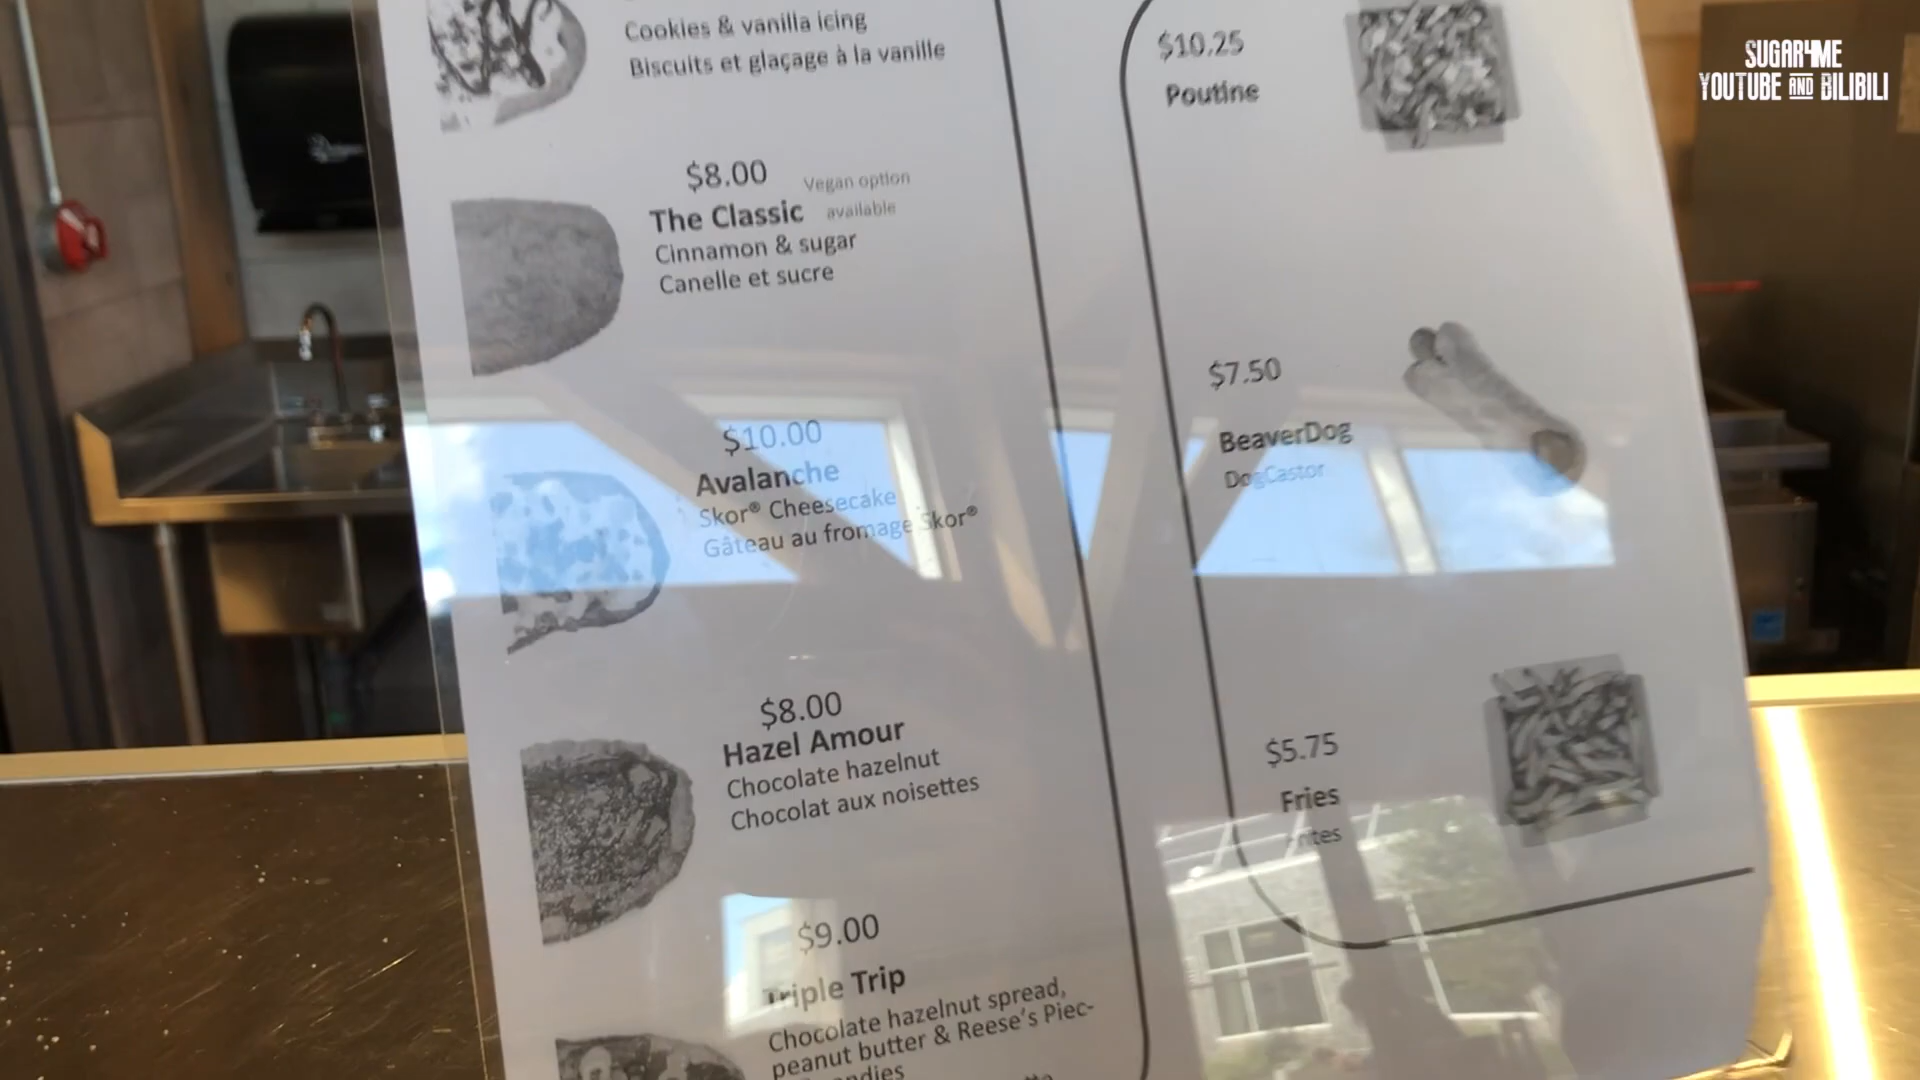 Cookies & vanilla icing
Biscuits et glaçage à la vanille
$8.00
Vegan option
available
The Classic
Cinnamon & sugar
Canelle et sucre
$10.00
Avalanche
Skor® Cheesecake
Gâteau au fromage Skor®
$8.00
Hazel Amour
Chocolate hazelnut
Chocolat aux noisettes
$9.00
Triple Trip
Chocolate hazelnut spread,
peanut butter & Reese's Piec-
$10.25
Poutine
$7.50
BeaverDog
DogCastor
$5.75
Fries
SUGAR4ME
YOUTUBE AND BILIBILI